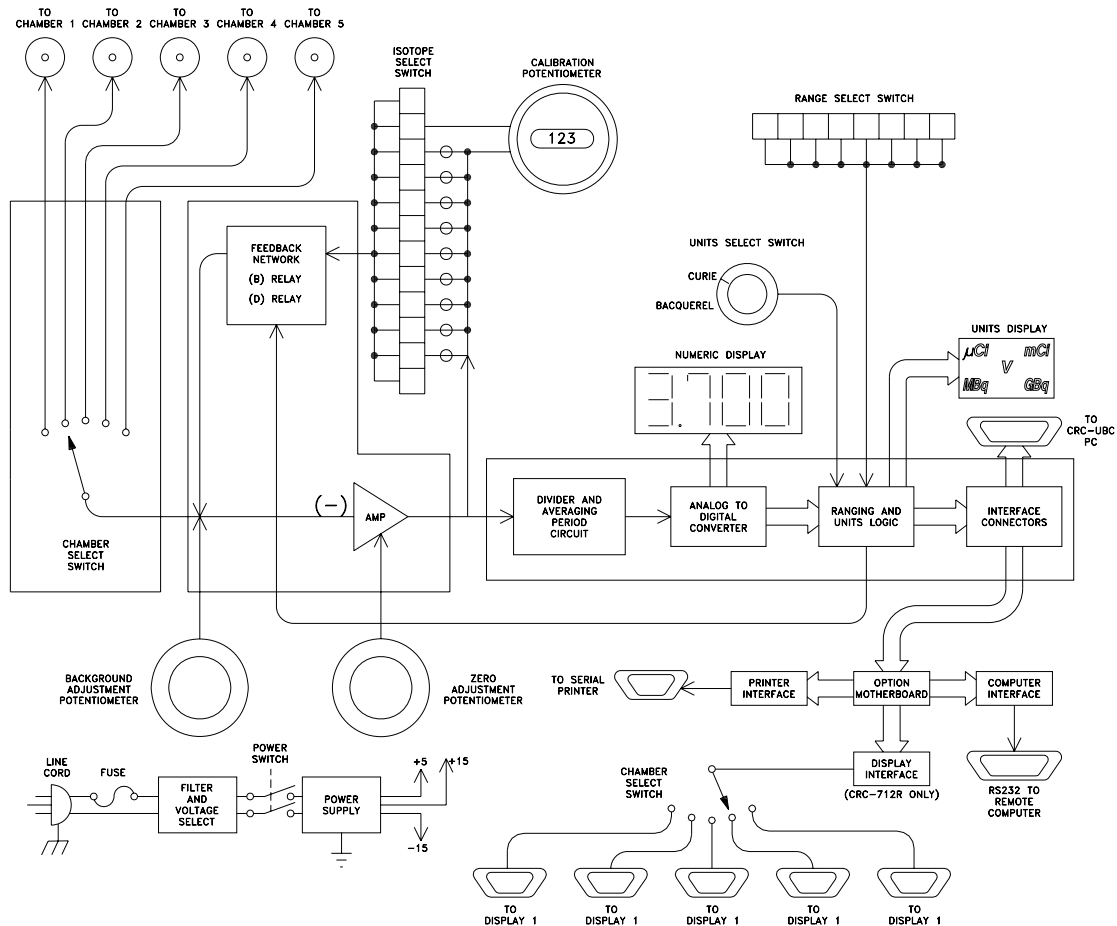 TO CHAMBER 1
TO CHAMBER 2
TO CHAMBER 3
TO CHAMBER 4
TO CHAMBER 5
ISOTOPE
SELECT
SWITCH
CALIBRATION
POTENTIOMETER
123
RANGE SELECT SWITCH
FEEDBACK
NETWORK
(B) RELAY
(D) RELAY
UNITS SELECT SWITCH
CURIE
BACQUEREL
NUMERIC DISPLAY
3.700
UNITS DISPLAY
μCi mCi
V
MBq GBq
TO
CRC-UBC
PC
CHAMBER
SELECT
SWITCH
(-)
AMP
DIVIDER AND
AVERAGING
PERIOD
CIRCUIT
ANALOG TO
DIGITAL
CONVERTER
RANGING AND
UNITS LOGIC
INTERFACE
CONNECTORS
BACKGROUND
ADJUSTMENT
POTENTIOMETER
ZERO
ADJUSTMENT
POTENTIOMETER
TO SERIAL
PRINTER
PRINTER
INTERFACE
OPTION
MOTHERBOARD
COMPUTER
INTERFACE
LINE
CORD
FUSE
FILTER
AND
VOLTAGE
SELECT
POWER
SWITCH
POWER
SUPPLY
+5
+15
-15
CHAMBER
SELECT
SWITCH
DISPLAY
INTERFACE
(CRC-712R ONLY)
RS232 TO
REMOTE
COMPUTER
TO
DISPLAY 1
TO
DISPLAY 1
TO
DISPLAY 1
TO
DISPLAY 1
TO
DISPLAY 1